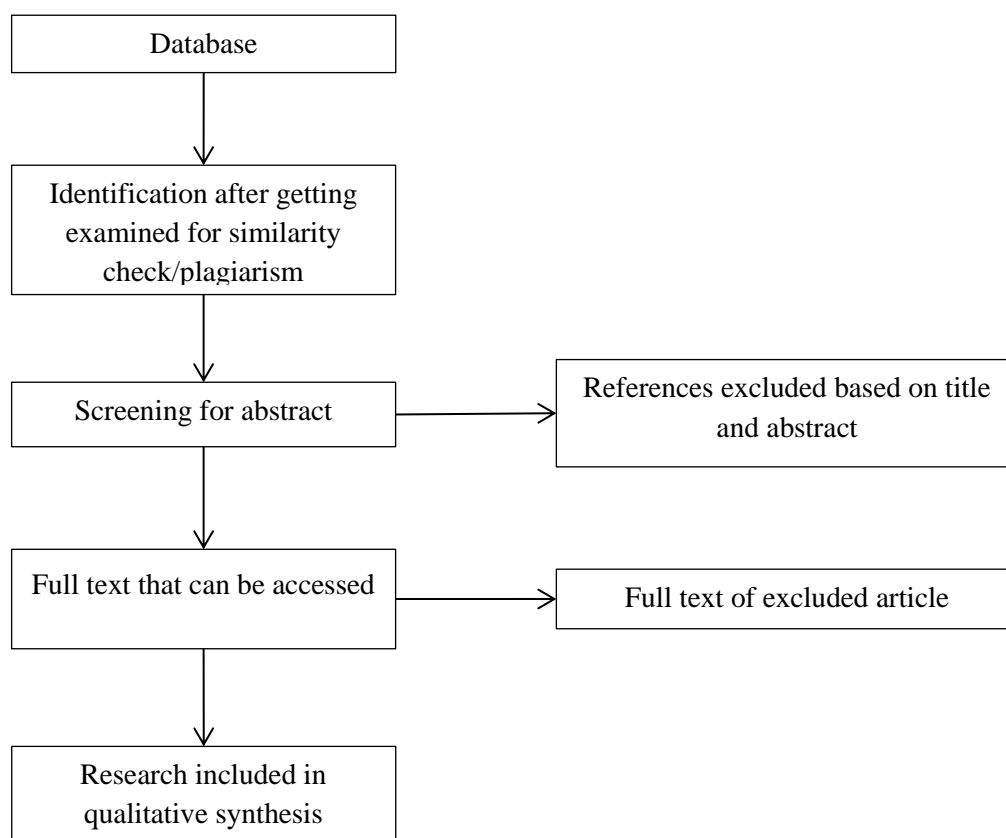 Database
Identification after getting
examined for similarity
check/plagiarism
Screening for abstract
References excluded based on title
and abstract
Full text that can be accessed
Full text of excluded article
Research included in
qualitative synthesis